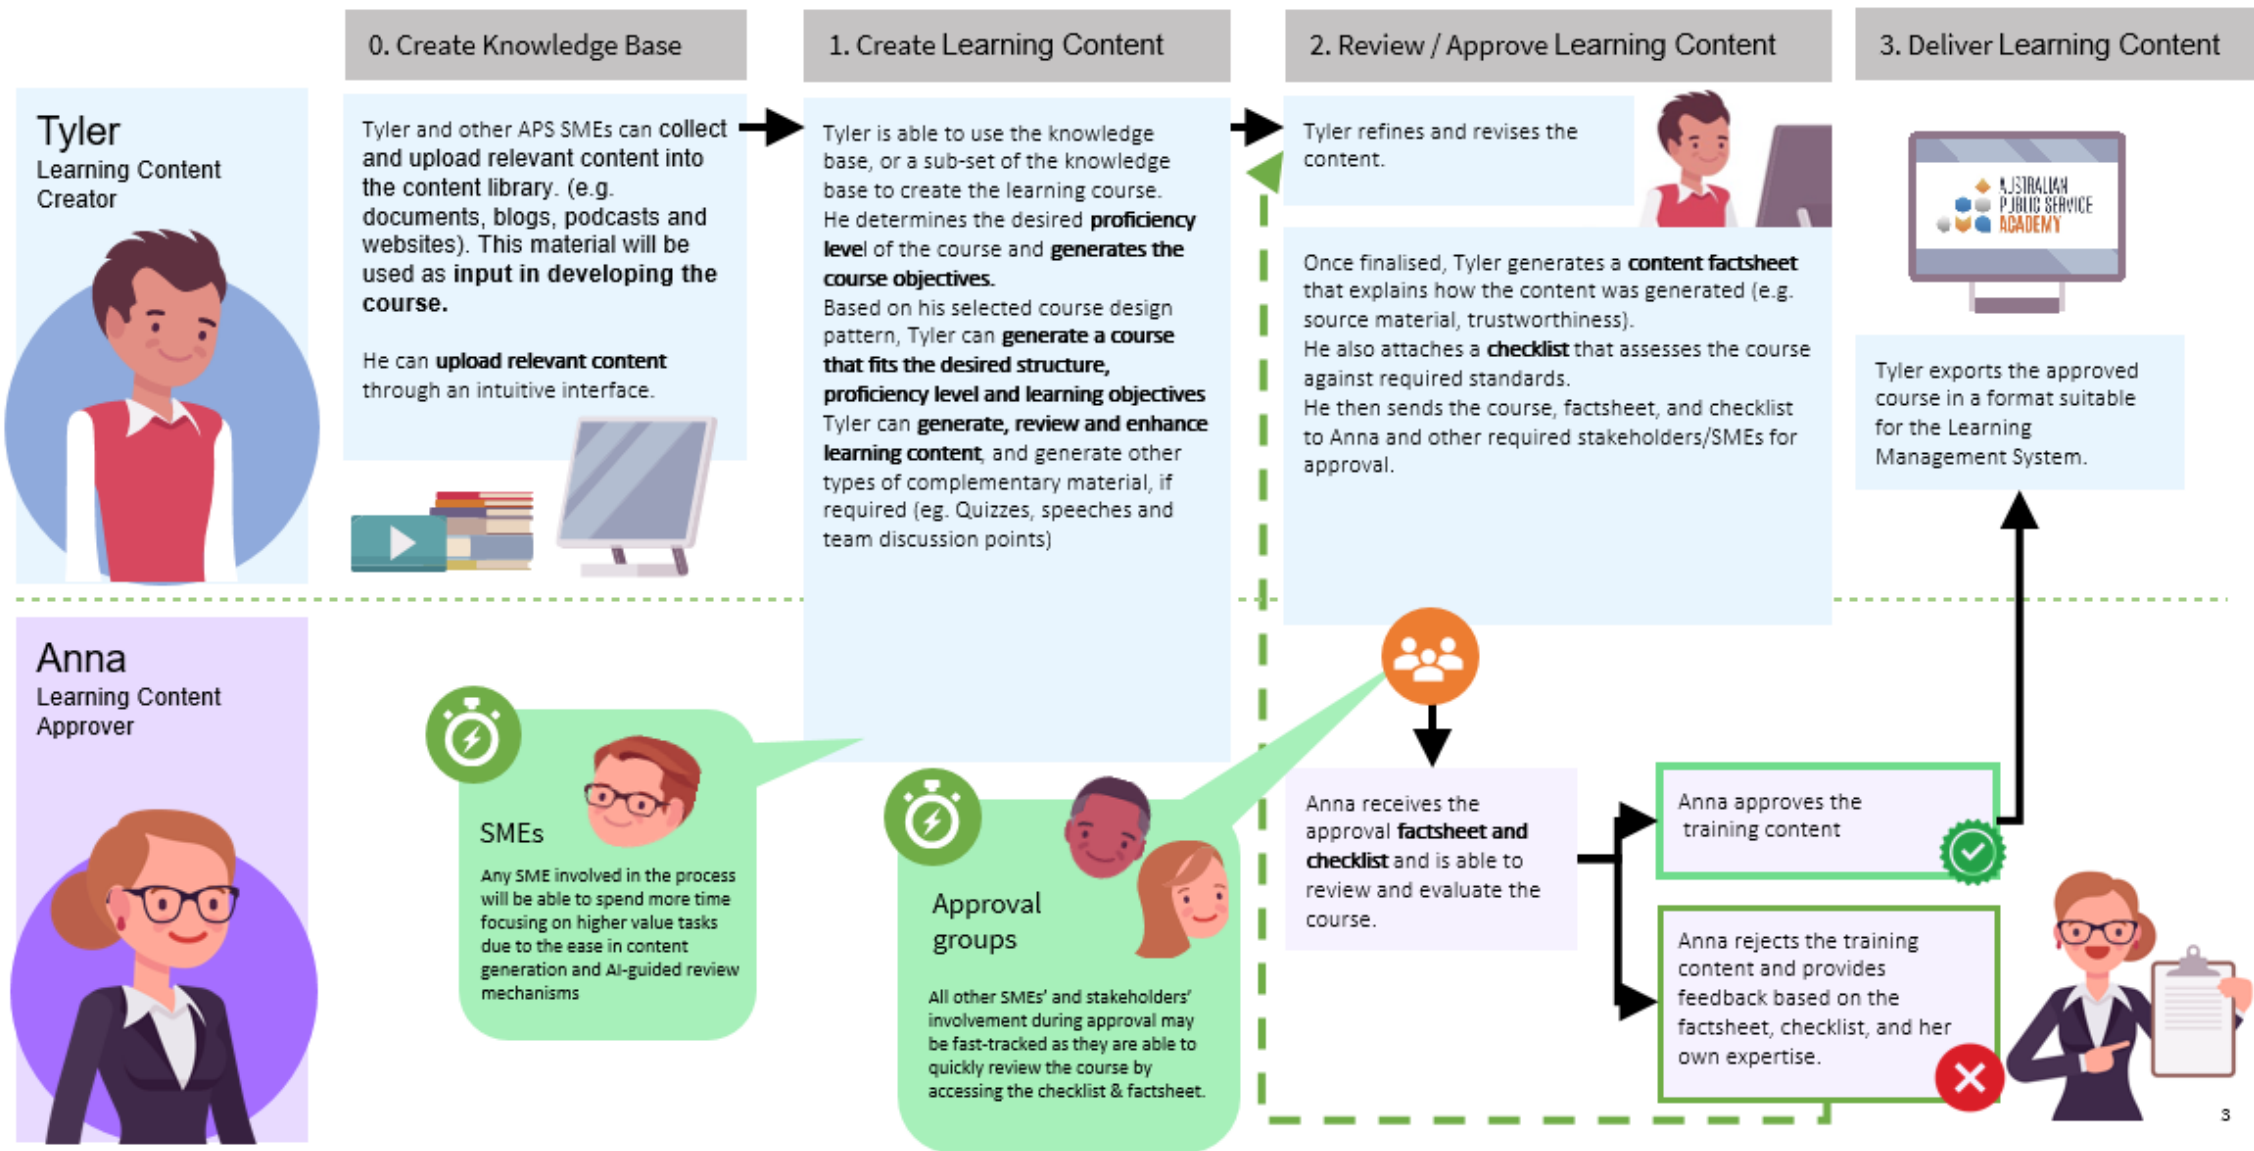 0. Create Knowledge Base
1. Create Learning Content
2. Review / Approve Learning Content
3. Deliver Learning Content
Tyler
Learning Content
Creator
Tyler and other APS SMEs can collect
and upload relevant content into
the content library. (e.g.
documents, blogs, podcasts and
websites). This material will be
used as input in developing the
course.
He can upload relevant content
through an intuitive interface.
Tyler is able to use the knowledge
base, or a sub-set of the knowledge
base to create the learning course.
He determines the desired proficiency
level of the course and generates the
course objectives.
Based on his selected course design
pattern, Tyler can generate a course
that fits the desired structure,
proficiency level and learning objectives
Tyler can generate, review and enhance
learning content, and generate other
types of complementary material, if
required (eg. Quizzes, speeches and
team discussion points)
Tyler refines and revises the
content.
Once finalised, Tyler generates a content factsheet
that explains how the content was generated (e.g.
source material, trustworthiness).
He also attaches a checklist that assesses the course
against required standards.
He then sends the course, factsheet, and checklist
to Anna and other required stakeholders/SMEs for
approval.
AUSTRALIAN
PUBLIC SERVICE
ACADEMY
Tyler exports the approved
course in a format suitable
for the Learning
Management System.
Anna
Learning Content
Approver
SMEs
Any SME involved in the process
will be able to spend more time
focusing on higher value tasks
due to the ease in content
generation and AI-guided review
mechanisms
Approval
groups
All other SMEs' and stakeholders'
involvement during approval may
be fast-tracked as they are able to
quickly review the course by
accessing the checklist & factsheet.
Anna receives the
approval factsheet and
checklist and is able to
review and evaluate the
course.
Anna approves the
training content
Anna rejects the training
content and provides
feedback based on the
factsheet, checklist, and her
own expertise.
3